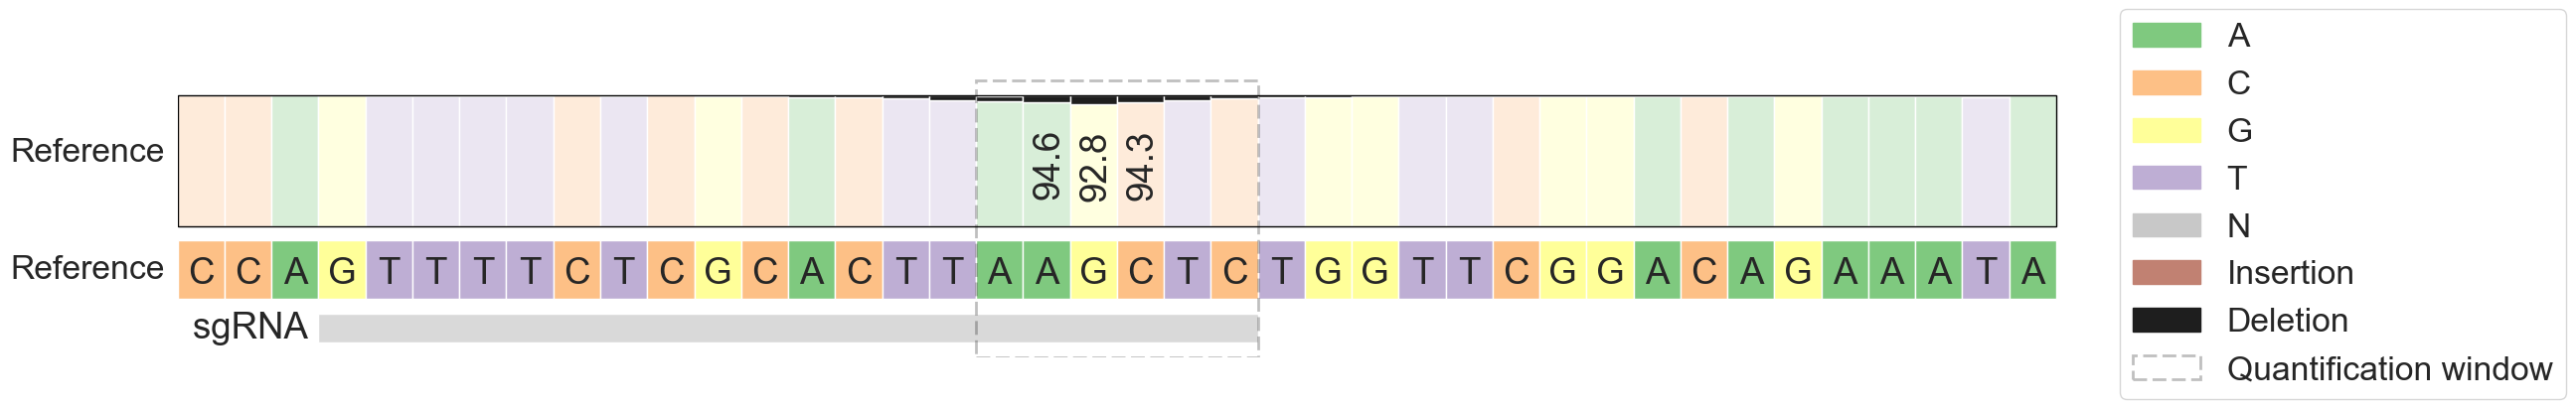 Reference
94.6 92.8 94.3
Reference C C A G T T T T C T C G C A C T T A A G C T C T G G T T C G G A C A G A A A T A
sgRNA
A
C
G
T
N
Insertion
Deletion
Quantification window